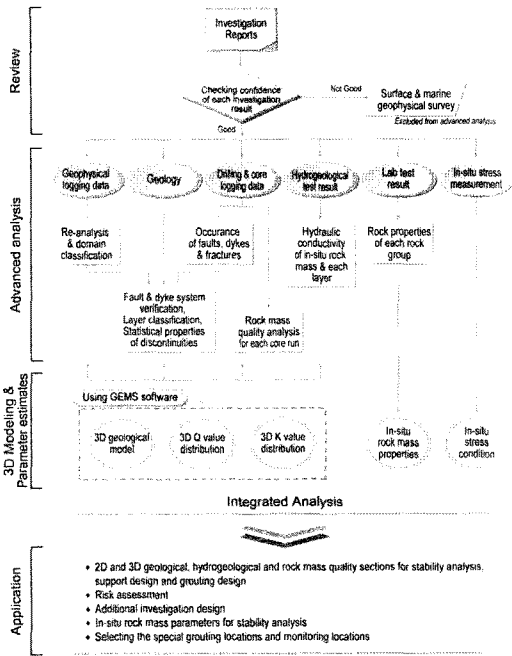 Review
Investigation
Reports
Checking confidence
of each investigation
result
Not Good
Surface & marine
geophysical survey
Excluded from advanced analysis
Good
Advanced analysis
Geophysical
logging data
Geology
Drilling & core
logging data
Hydrogeological
test result
Lab test
result
In-situ stress
measurement
Re-analysis
& domain
classification
Occurance
of faults, dykes
& fractures
Hydraulic
conductivity
of in-situ rock
mass & each
layer
Rock properties
of each rock
group
Fault & dyke system
verification,
Layer classification,
Statistical properties
of discontinuities
Rock mass
quality analysis
for each core run
3D Modeling &
Parameter estimates
Using GEMS software
3D geological
model
3D Q value
distribution
3D K value
distribution
In-situ
rock mass
properties
In-situ
stress
condition
Integrated Analysis
Application
• 2D and 3D geological, hydrogeological and rock mass quality sections for stability analysis,
support design and grouting design
• Risk assessment
• Additional investigation design
• In-situ rock mass parameters for stability analysis
• Selecting the special grouting locations and monitoring locations